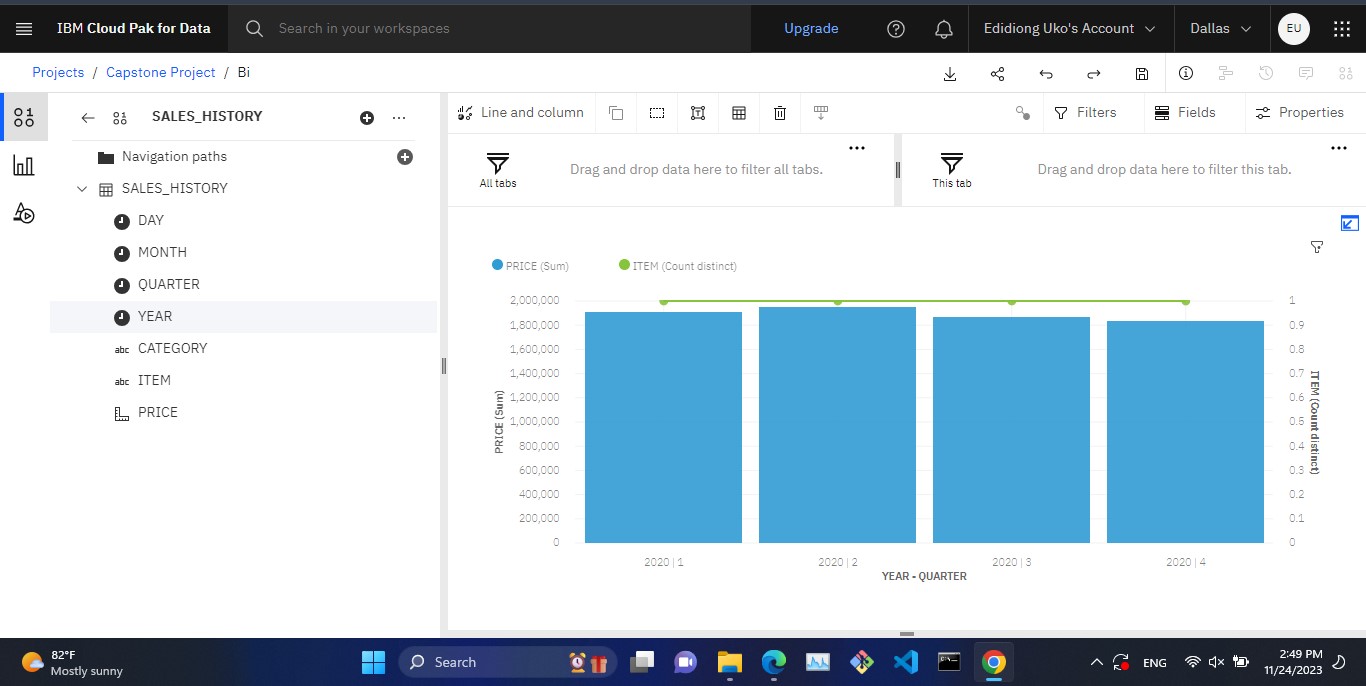 IBM Cloud Pak for Data
Search in your workspaces
Upgrade
Edidiong Uko's Account
Dallas
EU
Projects / Capstone Project / Bi
SALES_HISTORY
Navigation paths
SALES_HISTORY
DAY
MONTH
QUARTER
YEAR
abc CATEGORY
abc ITEM
PRICE
Line and column
Filters
Fields
Properties
All tabs
Drag and drop data here to filter all tabs.
This tab
Drag and drop data here to filter this tab.
PRICE (Sum)
ITEM (Count distinct)
2,000,000
1,800,000
1,600,000
1,400,000
1,200,000
1,000,000
800,000
600,000
400,000
200,000
0
PRICE (Sum)
1
0.9
0.8
0.7
0.6
0.5
0.4
0.3
0.2
0.1
0
ITEM (Count distinct)
2020 | 1
2020 | 2
2020 | 3
2020 | 4
YEAR - QUARTER
82°F
Mostly sunny
Search
ENG
2:49 PM
11/24/2023